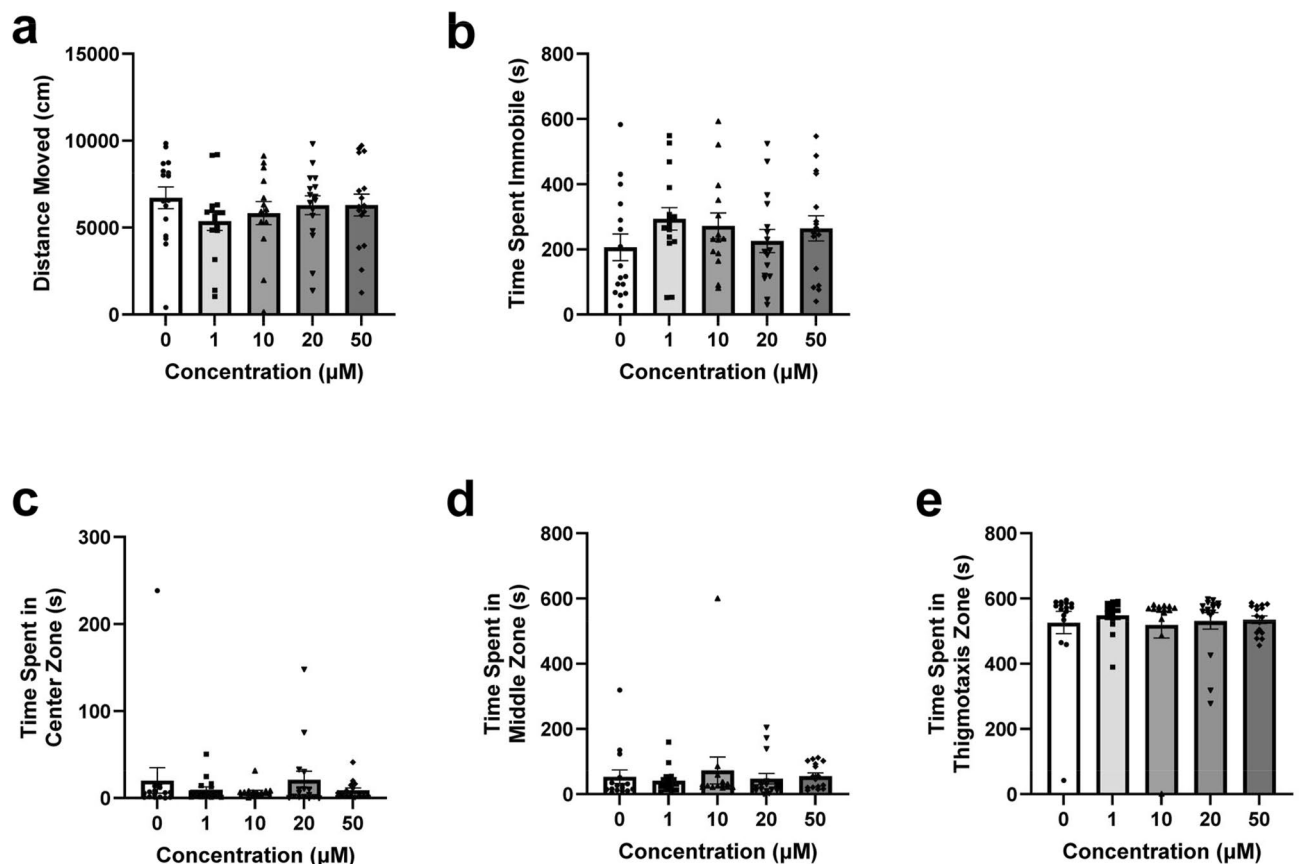 a
15000
10000
5000
0
Distance Moved (cm)
0 1 10 20 50
Concentration (µM)
b
800
600
400
200
0
Time Spent Immobile (s)
0 1 10 20 50
Concentration (µM)
c
300
200
100
0
Time Spent in
Center Zone (s)
0 1 10 20 50
Concentration (µM)
d
800
600
400
200
0
Time Spent in
Middle Zone (s)
0 1 10 20 50
Concentration (µM)
e
800
600
400
200
0
Time Spent in
Thigmotaxis Zone (s)
0 1 10 20 50
Concentration (µM)